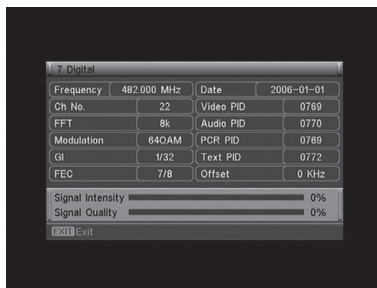 7 Digital
Frequency 482.000 MHz Date 2006-01-01
Ch No. 22 Video PID 0769
FFT 8k Audio PID 0770
Modulation 64QAM PCR PID 0769
GI 1/32 Text PID 0772
FEC 7/8 Offset 0 KHz
Signal Intensity 0%
Signal Quality 0%
EXIT Exit